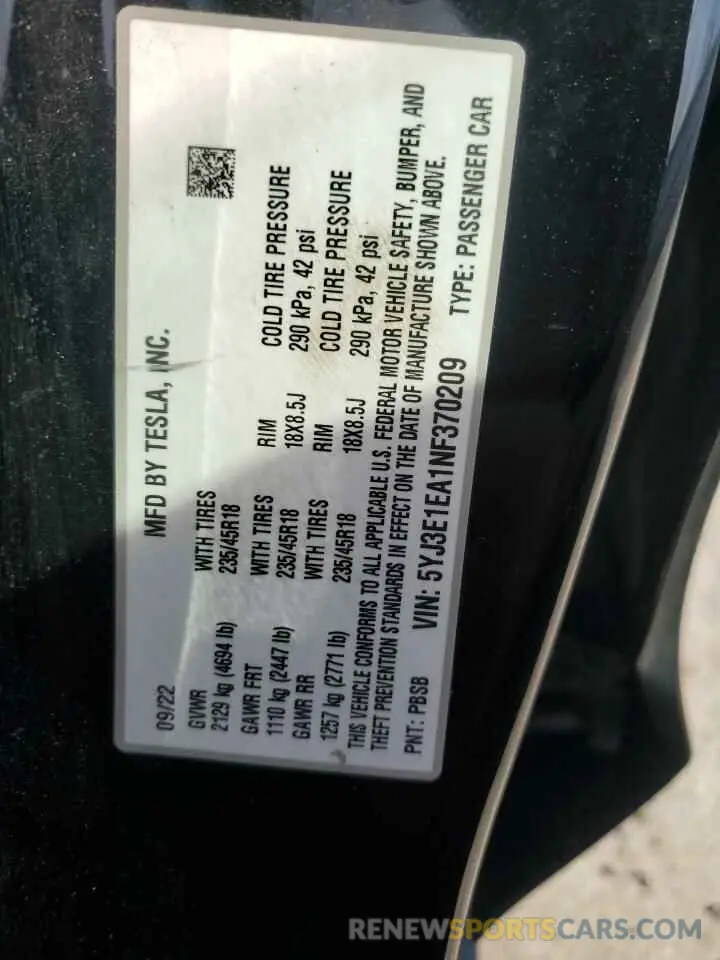 MFD BY TESLA, INC.
09/22
GVWR
2129 kg (4694 lb)
WITH TIRES
235/45R18
RIM
18X8.5J
COLD TIRE PRESSURE
290 kPa, 42 psi
GAWR FRT
1110 kg (2447 lb)
WITH TIRES
235/45R18
RIM
18X8.5J
COLD TIRE PRESSURE
290 kPa, 42 psi
GAWR RR
1257 kg (2771 lb)
WITH TIRES
235/45R18
THIS VEHICLE CONFORMS TO ALL APPLICABLE U.S. FEDERAL MOTOR VEHICLE SAFETY, BUMPER, AND
THEFT PREVENTION STANDARDS IN EFFECT ON THE DATE OF MANUFACTURE SHOWN ABOVE.
PNT: PBSB VIN: 5YJ3E1EA1NF370209 TYPE: PASSENGER CAR
RENEWSPORTSCARS.COM